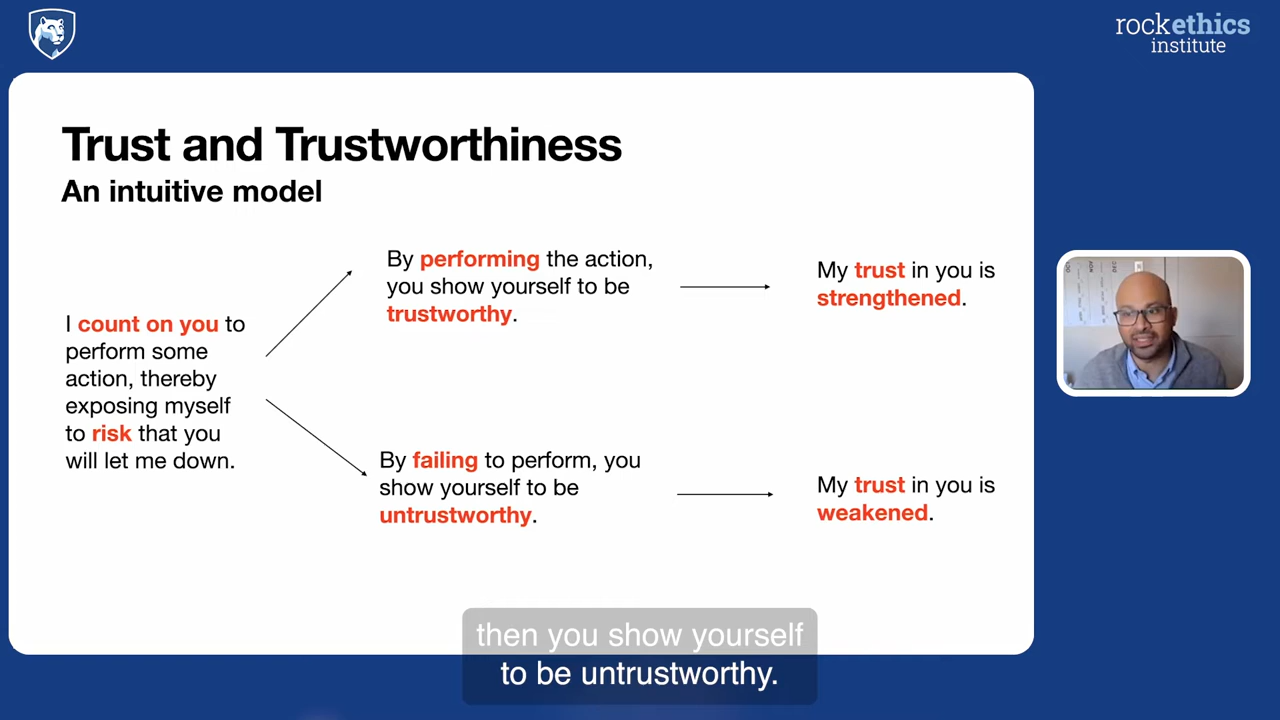 rockethics
institute
Trust and Trustworthiness
An intuitive model
I count on you to
perform some
action, thereby
exposing myself
to risk that you
will let me down.
By performing the action,
you show yourself to be
trustworthy.
My trust in you is
strengthened.
By failing to perform, you
show yourself to be
untrustworthy.
My trust in you is
weakened.
then you show yourself
to be untrustworthy.